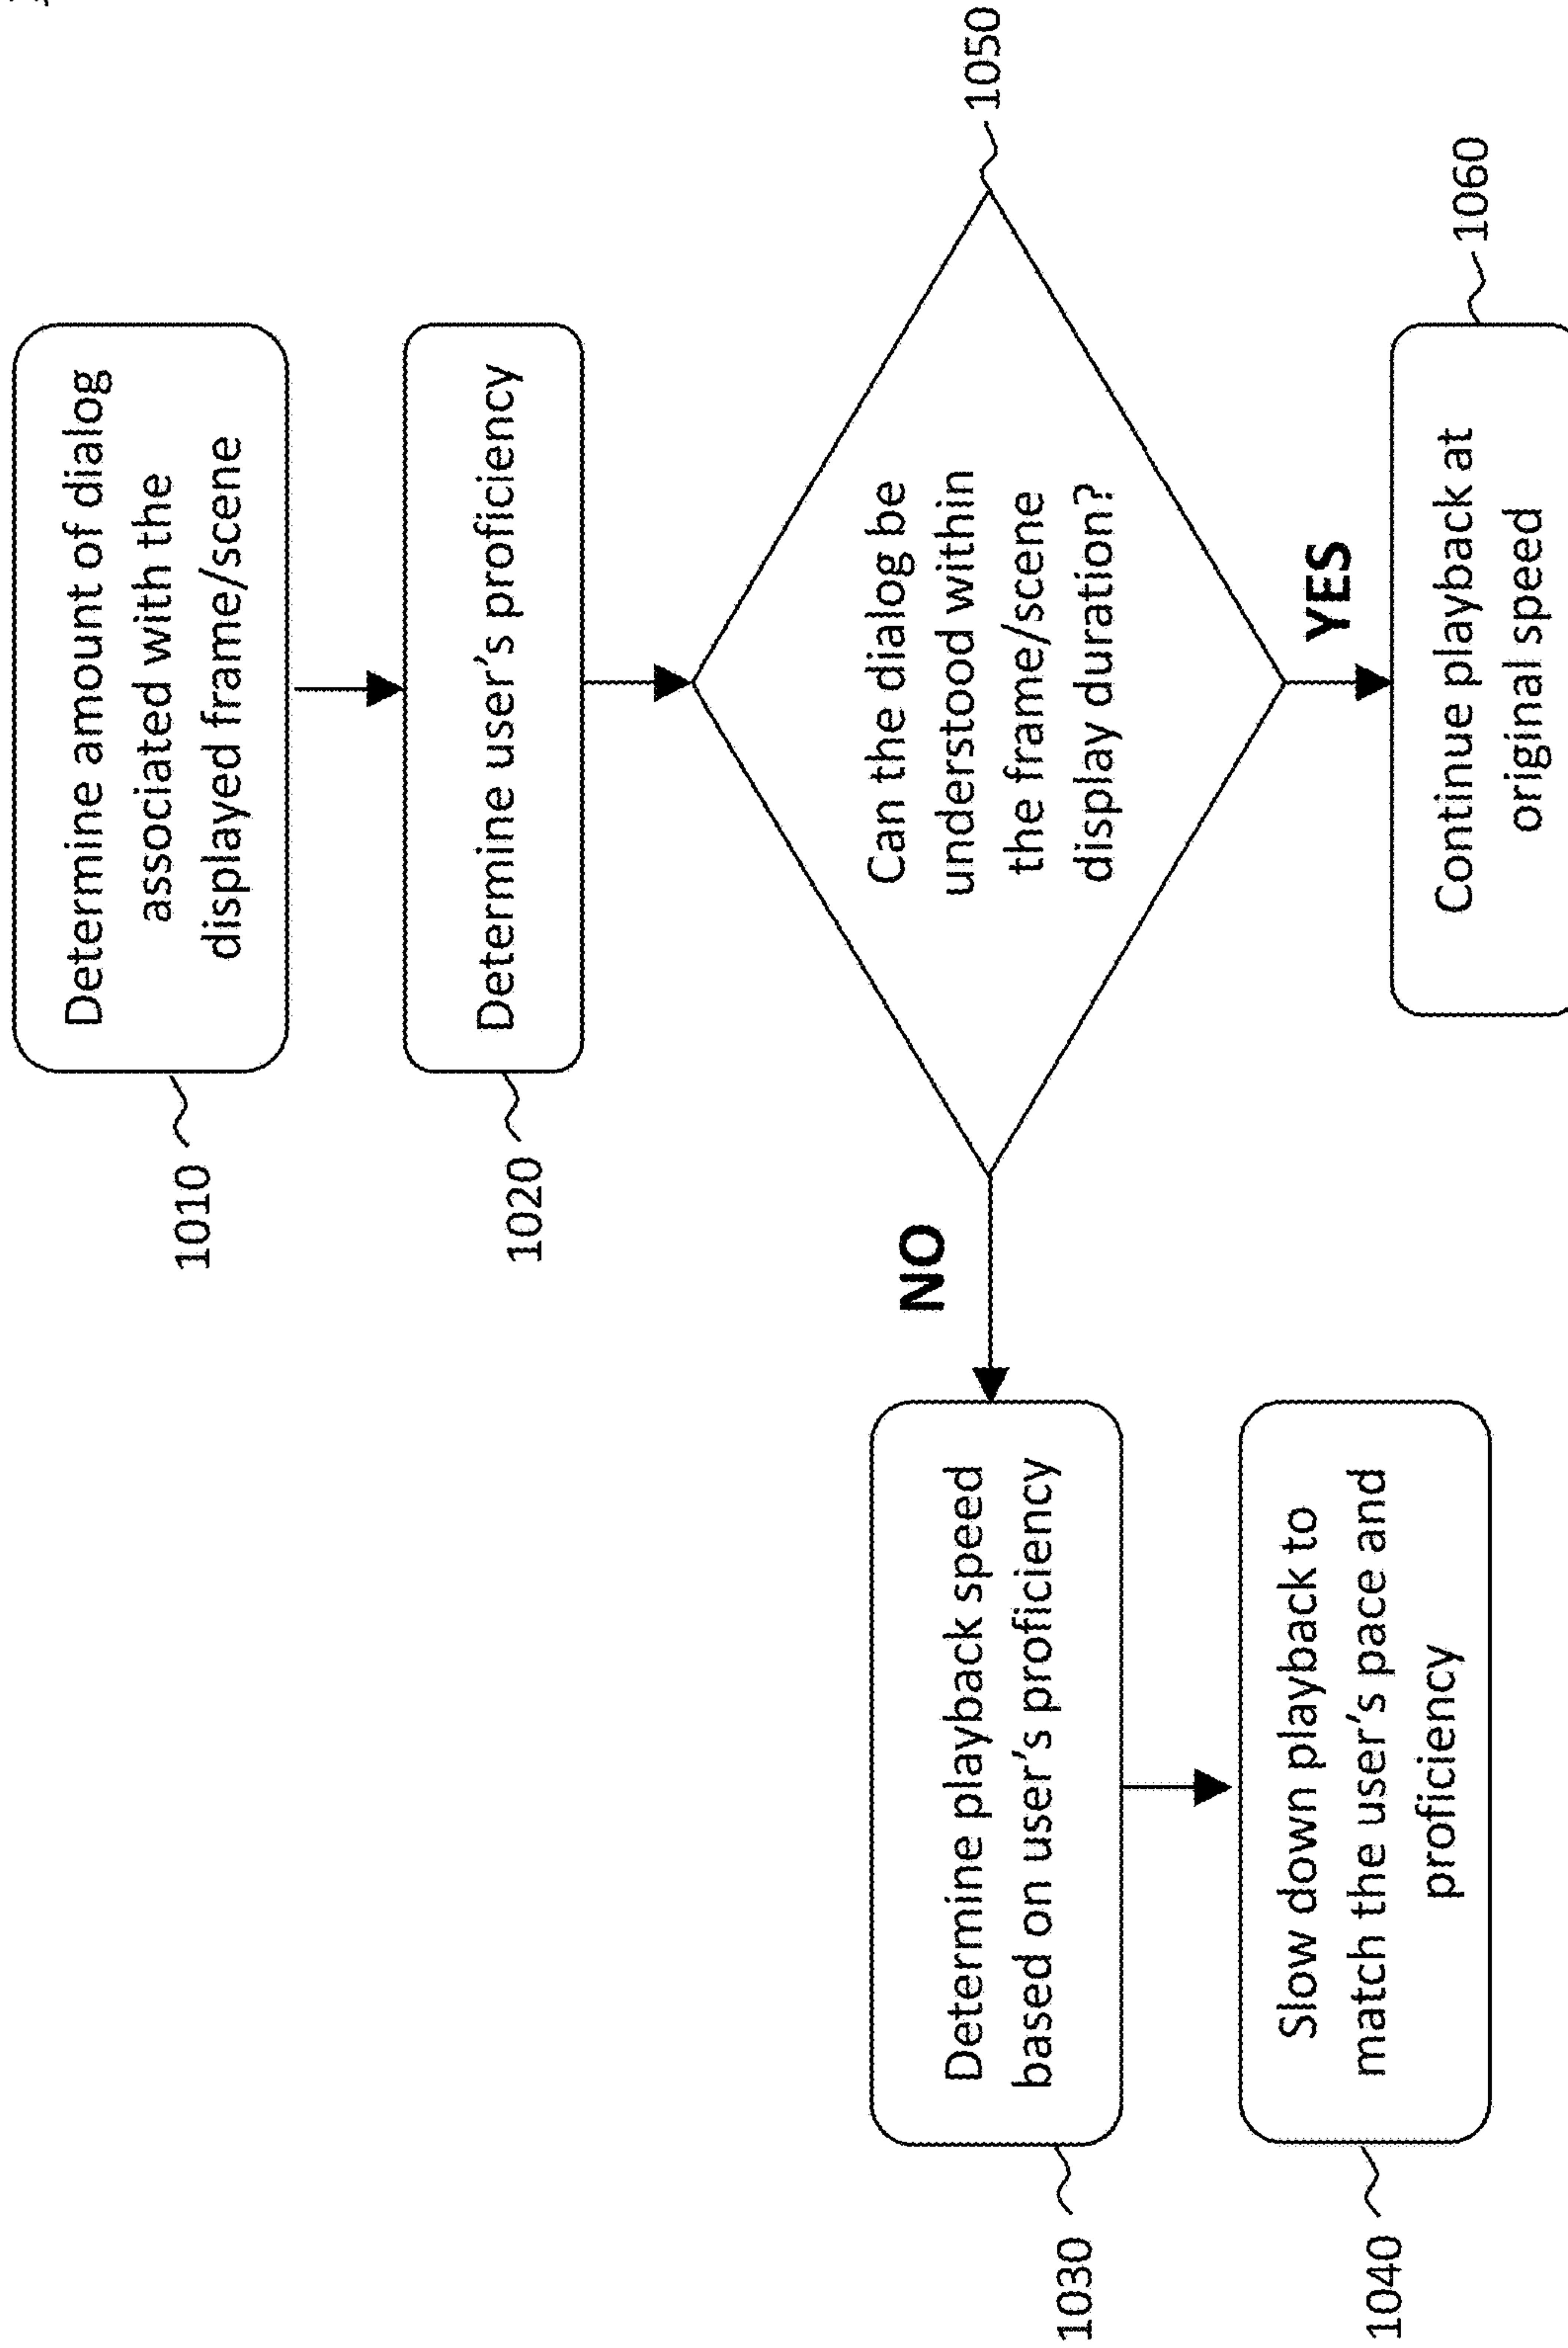 Determine amount of dialog
associated with the
displayed frame/scene
1010
Determine user's proficiency
1020
Can the dialog be
understood within
the frame/scene
display duration?
1050
NO
YES
Determine playback speed
based on user's proficiency
1030
Slow down playback to
match the user's pace and
proficiency
1040
Continue playback at
original speed
1060